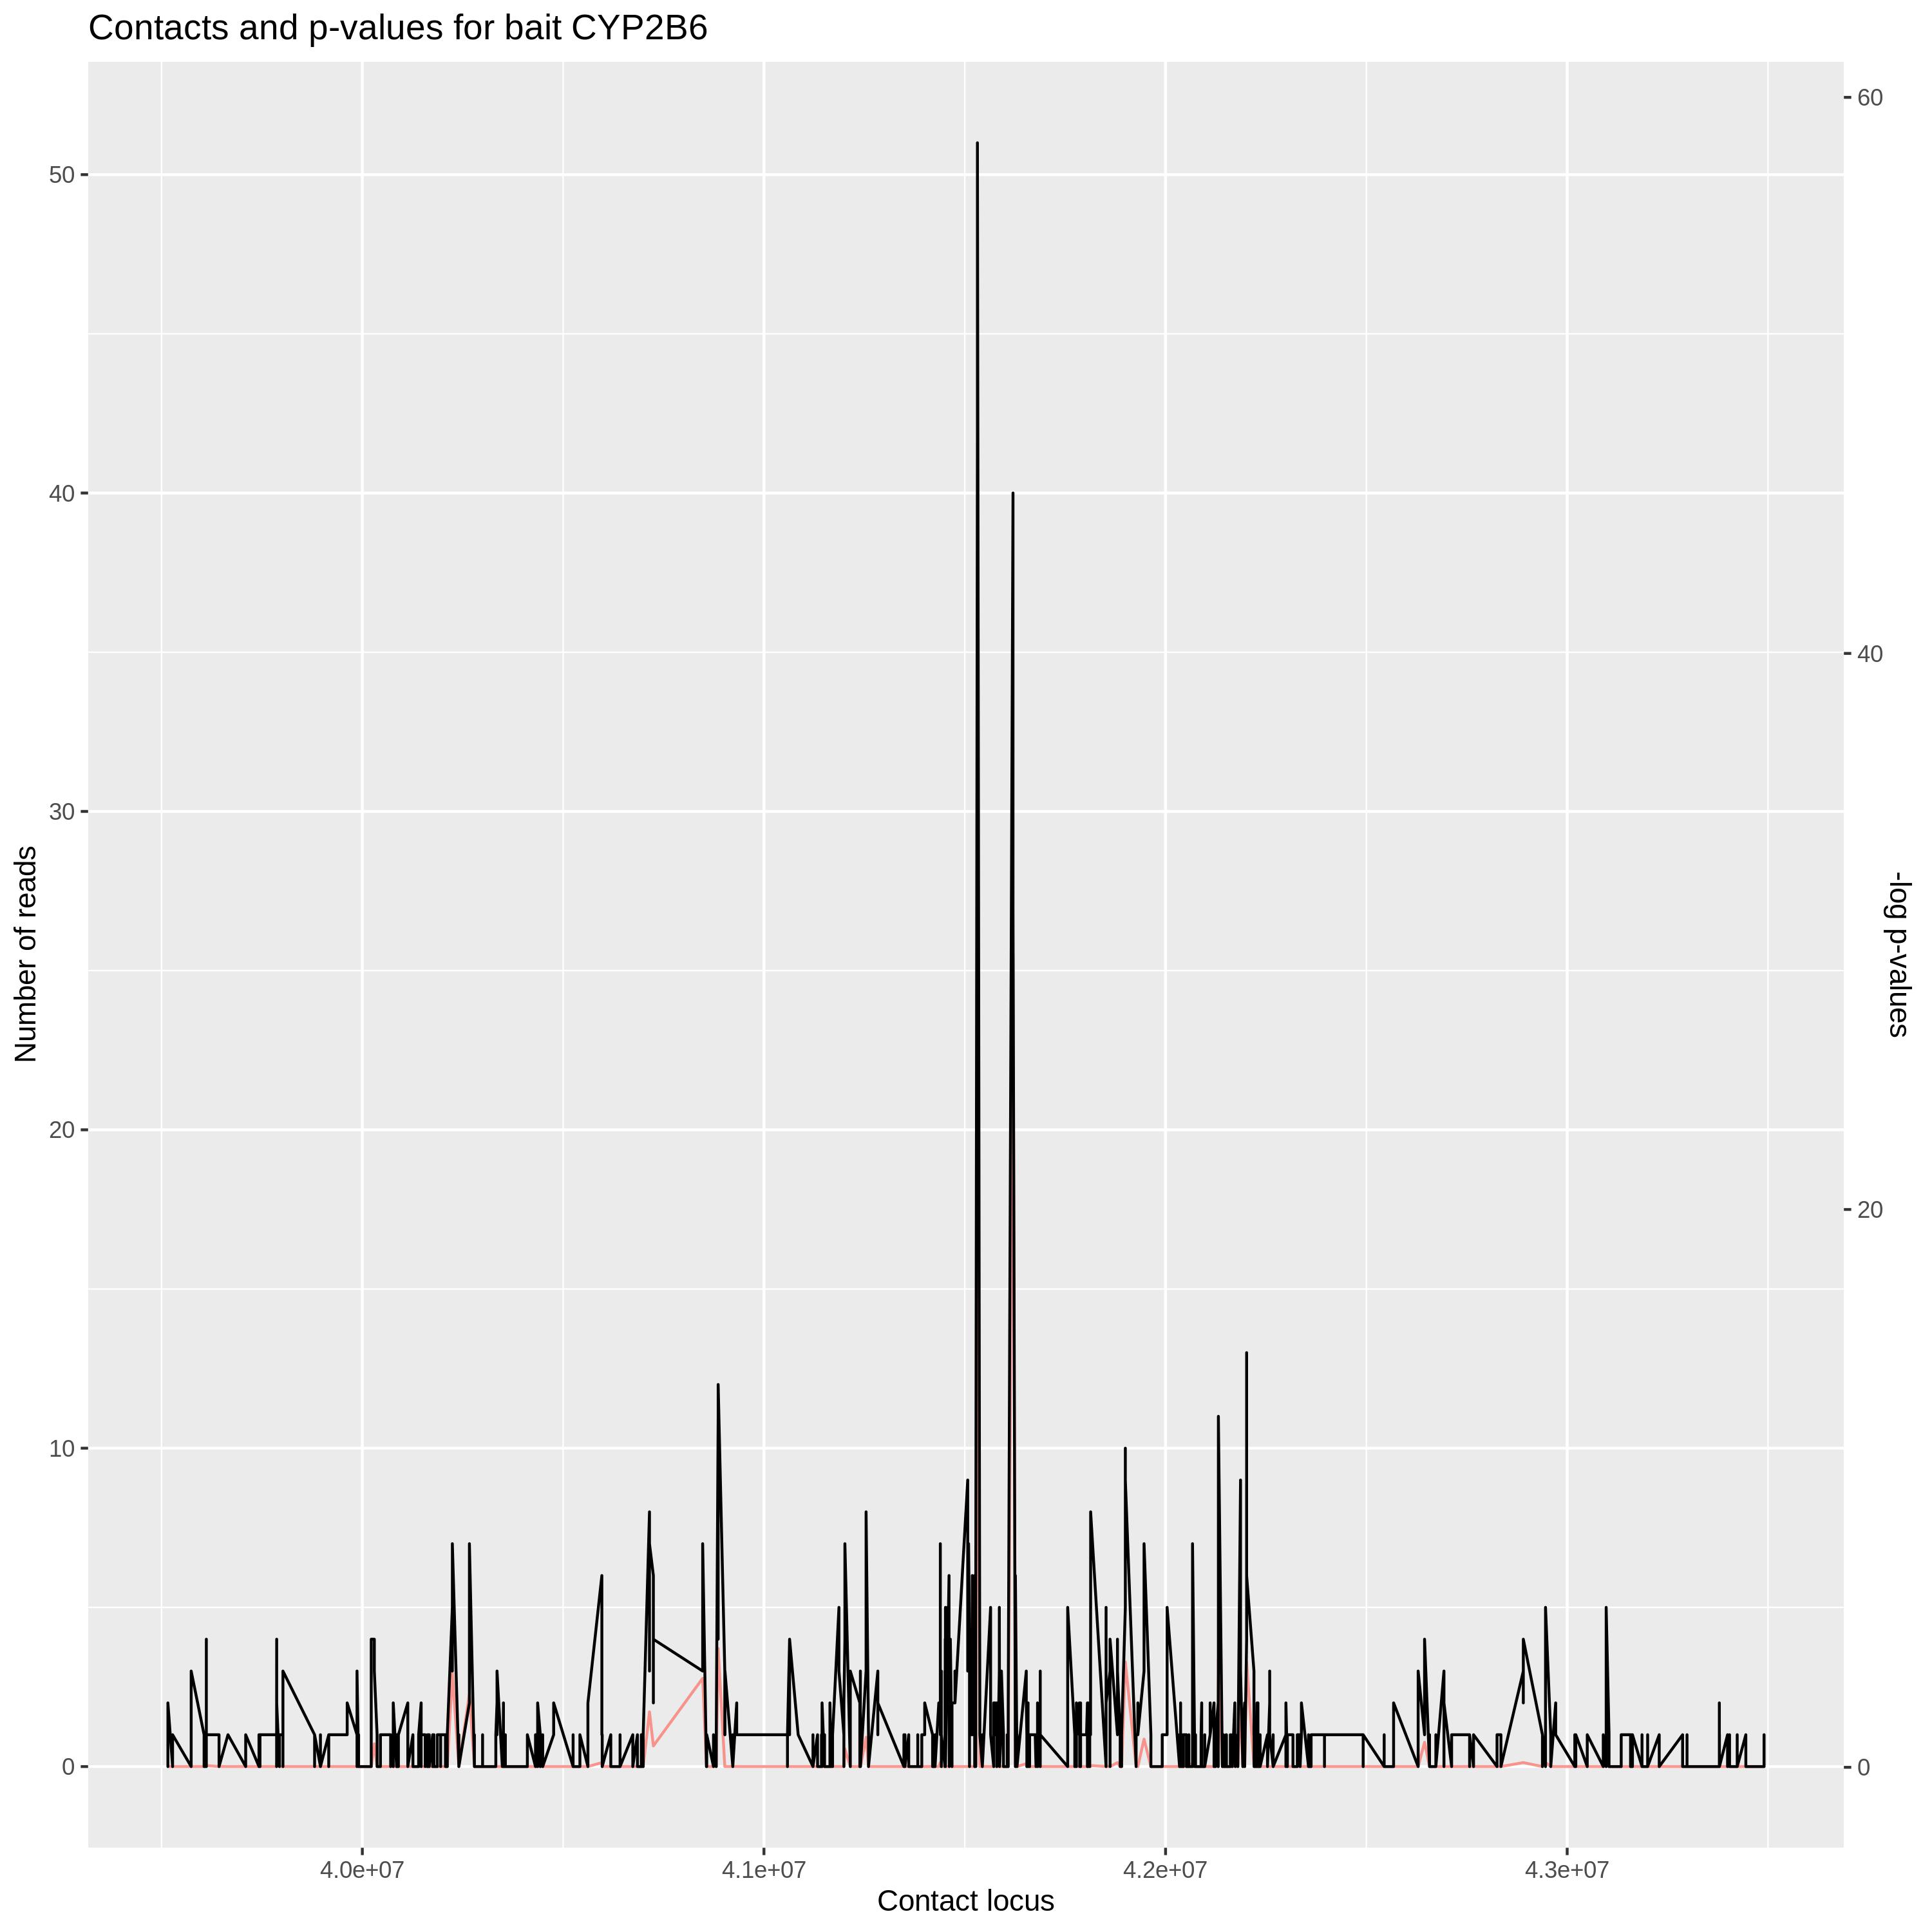 Contacts and p-values for bait CYP2B6
60
50
40
40
30
20
20
10
0
0
Number of reads
-log p-values
4.0e+07
4.1e+07
4.2e+07
4.3e+07
Contact locus